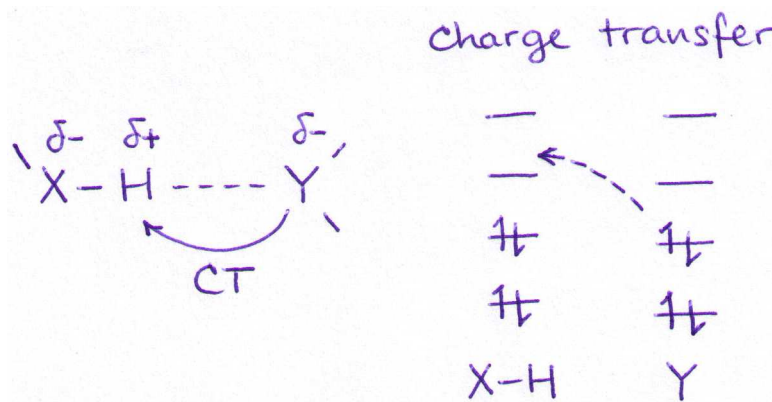 charge transfer
δ- δ+ δ-
X-H----Y
CT
X-H Y